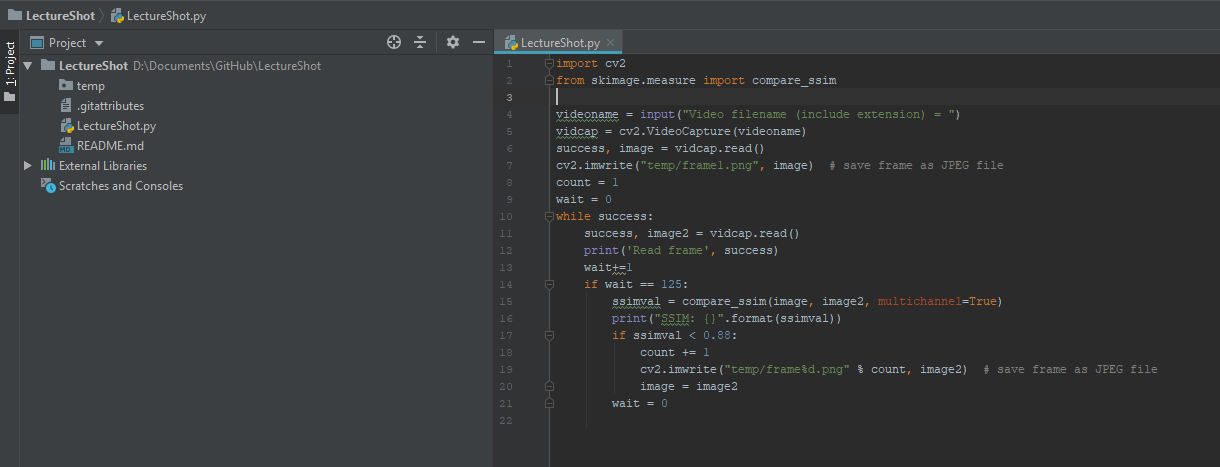 LectureShot
LectureShot.py
1: Project
Project
LectureShot D:\Documents\GitHub\LectureShot
temp
.gitattributes
LectureShot.py
MD README.md
External Libraries
Scratches and Consoles
LectureShot.py
1 import cv2
2 from skimage.measure import compare_ssim
3
4 videoname = input("Video filename (include extension) = ")
5 vidcap = cv2.VideoCapture(videoname)
6 success, image = vidcap.read()
7 cv2.imwrite("temp/frame1.png", image)  # save frame as JPEG file
8 count = 1
9 wait = 0
10 while success:
11     success, image2 = vidcap.read()
12     print('Read frame', success)
13     wait+=1
14     if wait == 125:
15         ssimval = compare_ssim(image, image2, multichannel=True)
16         print("SSIM: {}".format(ssimval))
17         if ssimval < 0.88:
18             count += 1
19             cv2.imwrite("temp/frame%d.png" % count, image2)  # save frame as JPEG file
20             image = image2
21         wait = 0
22